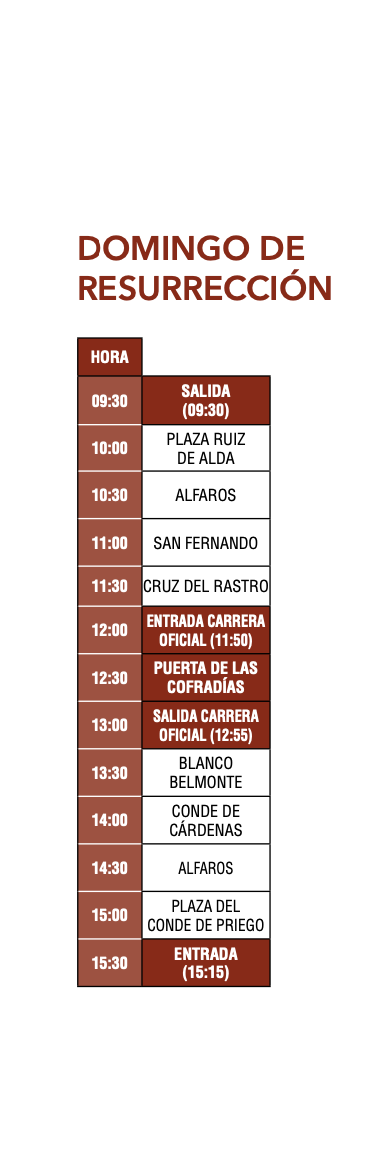 DOMINGO DE
RESURRECCIÓN
HORA
09:30
SALIDA
(09:30)
10:00
PLAZA RUIZ
DE ALDA
10:30
ALFAROS
11:00
SAN FERNANDO
11:30
CRUZ DEL RASTRO
12:00
ENTRADA CARRERA
OFICIAL (11:50)
12:30
PUERTA DE LAS
COFRADÍAS
13:00
SALIDA CARRERA
OFICIAL (12:55)
13:30
BLANCO
BELMONTE
14:00
CONDE DE
CÁRDENAS
14:30
ALFAROS
15:00
PLAZA DEL
CONDE DE PRIEGO
15:30
ENTRADA
(15:15)